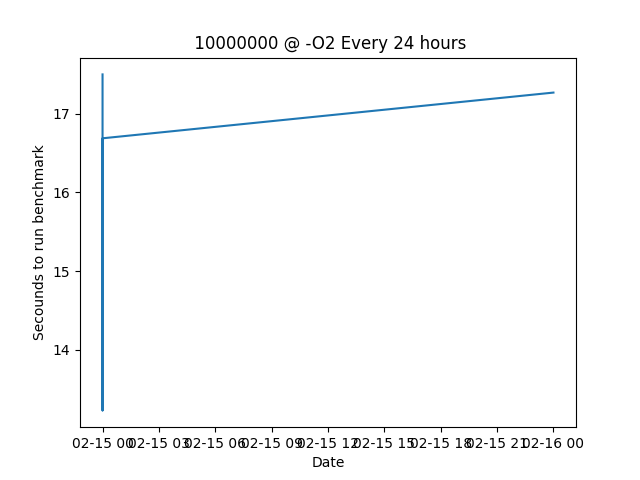 10000000 @ -O2 Every 24 hours
17
16
15
14
Secounds to run benchmark
02-15 00 02-15 03 02-15 06 02-15 09 02-15 12 02-15 15 02-15 18 02-15 21 02-16 00
Date